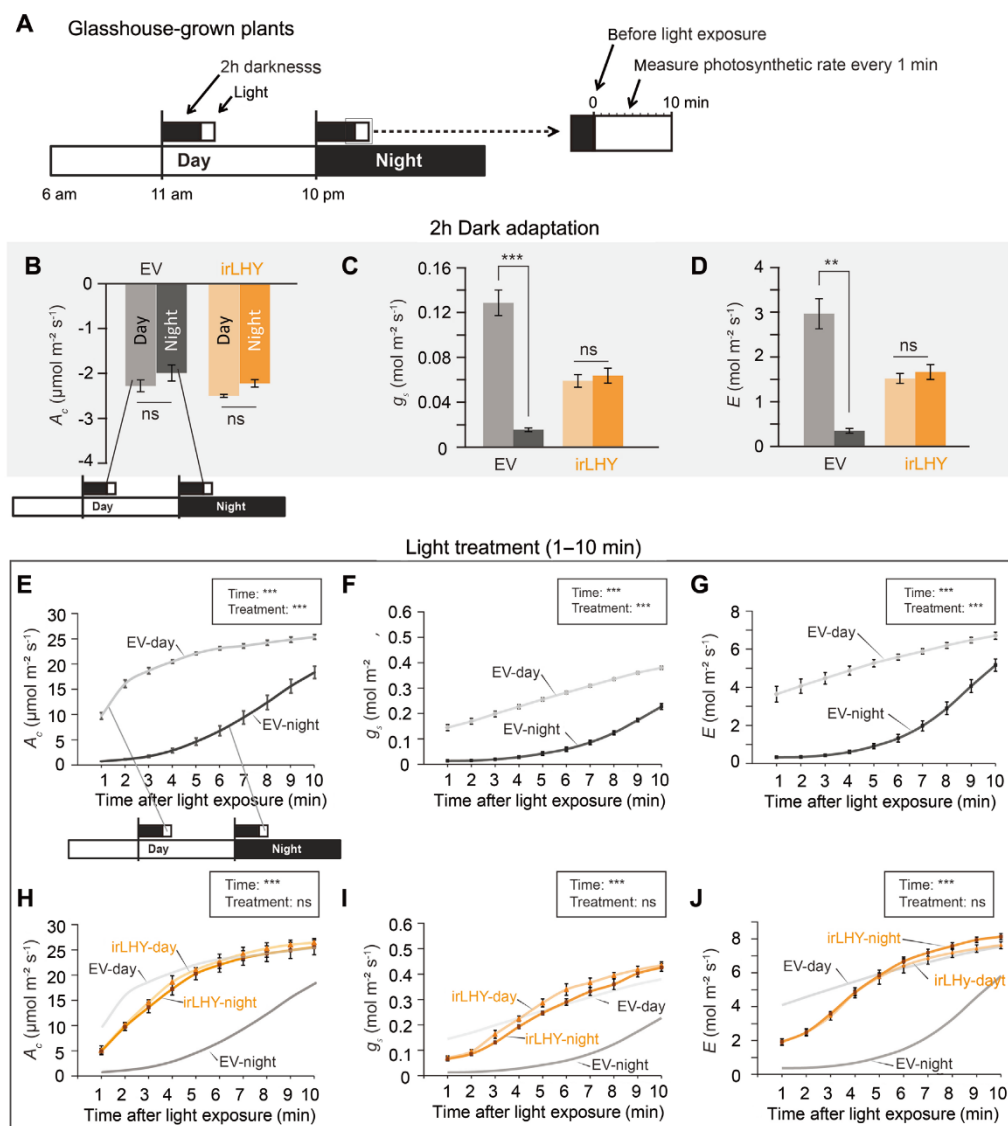 A
Glasshouse-grown plants
2h darknesss
Light
Before light exposure
Measure photosynthetic rate every 1 min
0
10 min
Day
Night
6 am
11 am
10 pm
2h Dark adaptation
B
EV
irLHY
A_c (µmol m⁻² s⁻¹)
0
-1
-2
-3
-4
Day
Night
Day
Night
ns
ns
Day
Night
C
g_s (mol m⁻² s⁻¹)
0.16
0.12
0.08
0.04
0
***
ns
EV
irLHY
D
E (mol m⁻² s⁻¹)
4
3
2
1
0
**
ns
EV
irLHY
Light treatment (1–10 min)
E
Time: ***
Treatment: ***
A_c (µmol m⁻² s⁻¹)
30
25
20
15
10
5
0
EV-day
EV-night
1 2 3 4 5 6 7 8 9 10
Time after light exposure (min)
Day
Night
F
Time: ***
Treatment: ***
g_s (mol m⁻²
0.6
0.5
0.4
0.3
0.2
0.1
0
EV-day
EV-night
1 2 3 4 5 6 7 8 9 10
Time after light exposure (min)
G
Time: ***
Treatment: ***
E (mol m⁻² s⁻¹)
8
6
4
2
0
EV-day
EV-night
1 2 3 4 5 6 7 8 9 10
Time after light exposure (min)
H
Time: ***
Treatment: ns
A_c (µmol m⁻² s⁻¹)
30
25
20
15
10
5
0
irLHY-day
EV-day
irLHY-night
EV-night
1 2 3 4 5 6 7 8 9 10
Time after light exposure (min)
I
Time: ***
Treatment: ns
g_s (mol m⁻² s⁻¹)
0.6
0.5
0.4
0.3
0.2
0.1
0
irLHY-day
EV-day
irLHY-night
EV-night
1 2 3 4 5 6 7 8 9 10
Time after light exposure (min)
J
Time: ***
Treatment: ns
E (mol m⁻² s⁻¹)
8
6
4
2
0
irLHY-night
EV-day
irLHy-dayt
EV-night
1 2 3 4 5 6 7 8 9 10
Time after light exposure (min)